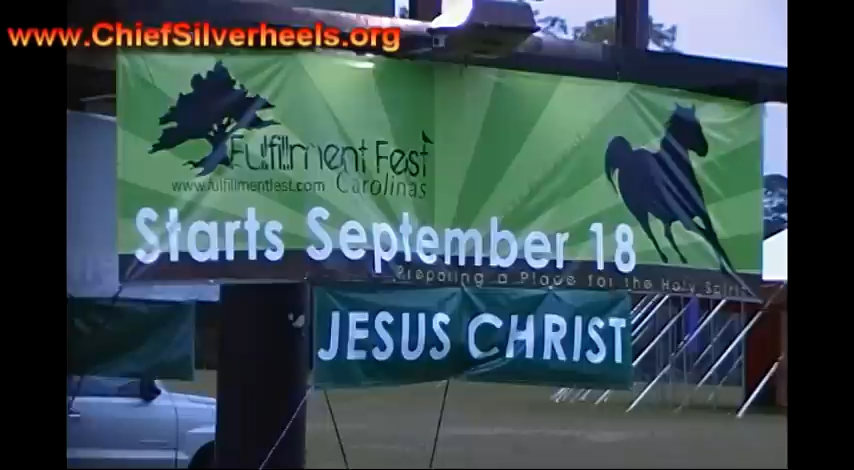 www.ChiefSilverheels.org
Fulfillment Fest
www.fulfillmentfest.com Carolinas
Starts September 18
Preparing a Place for the Holy Spirit
JESUS CHRIST